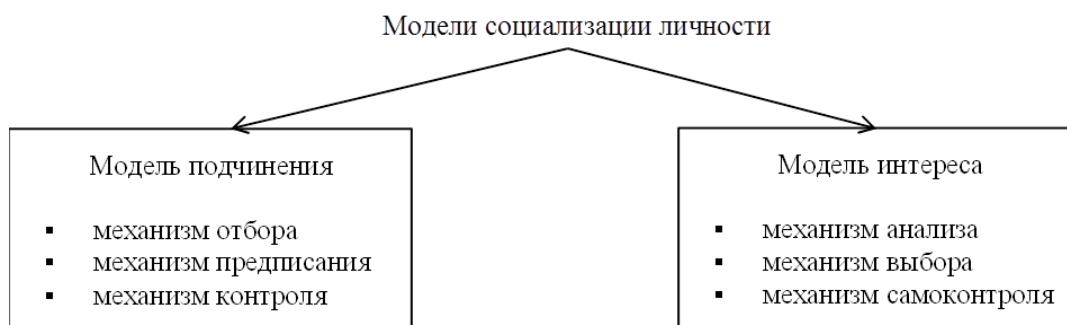 Модели социализации личности
Модель подчинения
▪ механизм отбора
▪ механизм предписания
▪ механизм контроля
Модель интереса
▪ механизм анализа
▪ механизм выбора
▪ механизм самоконтроля